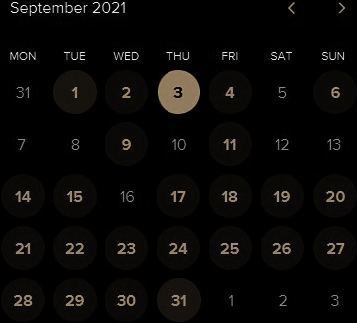 September 2021
MON TUE WED THU FRI SAT SUN
31 1 2 3 4 5 6
7 8 9 10 11 12 13
14 15 16 17 18 19 20
21 22 23 24 25 26 27
28 29 30 31 1 2 3